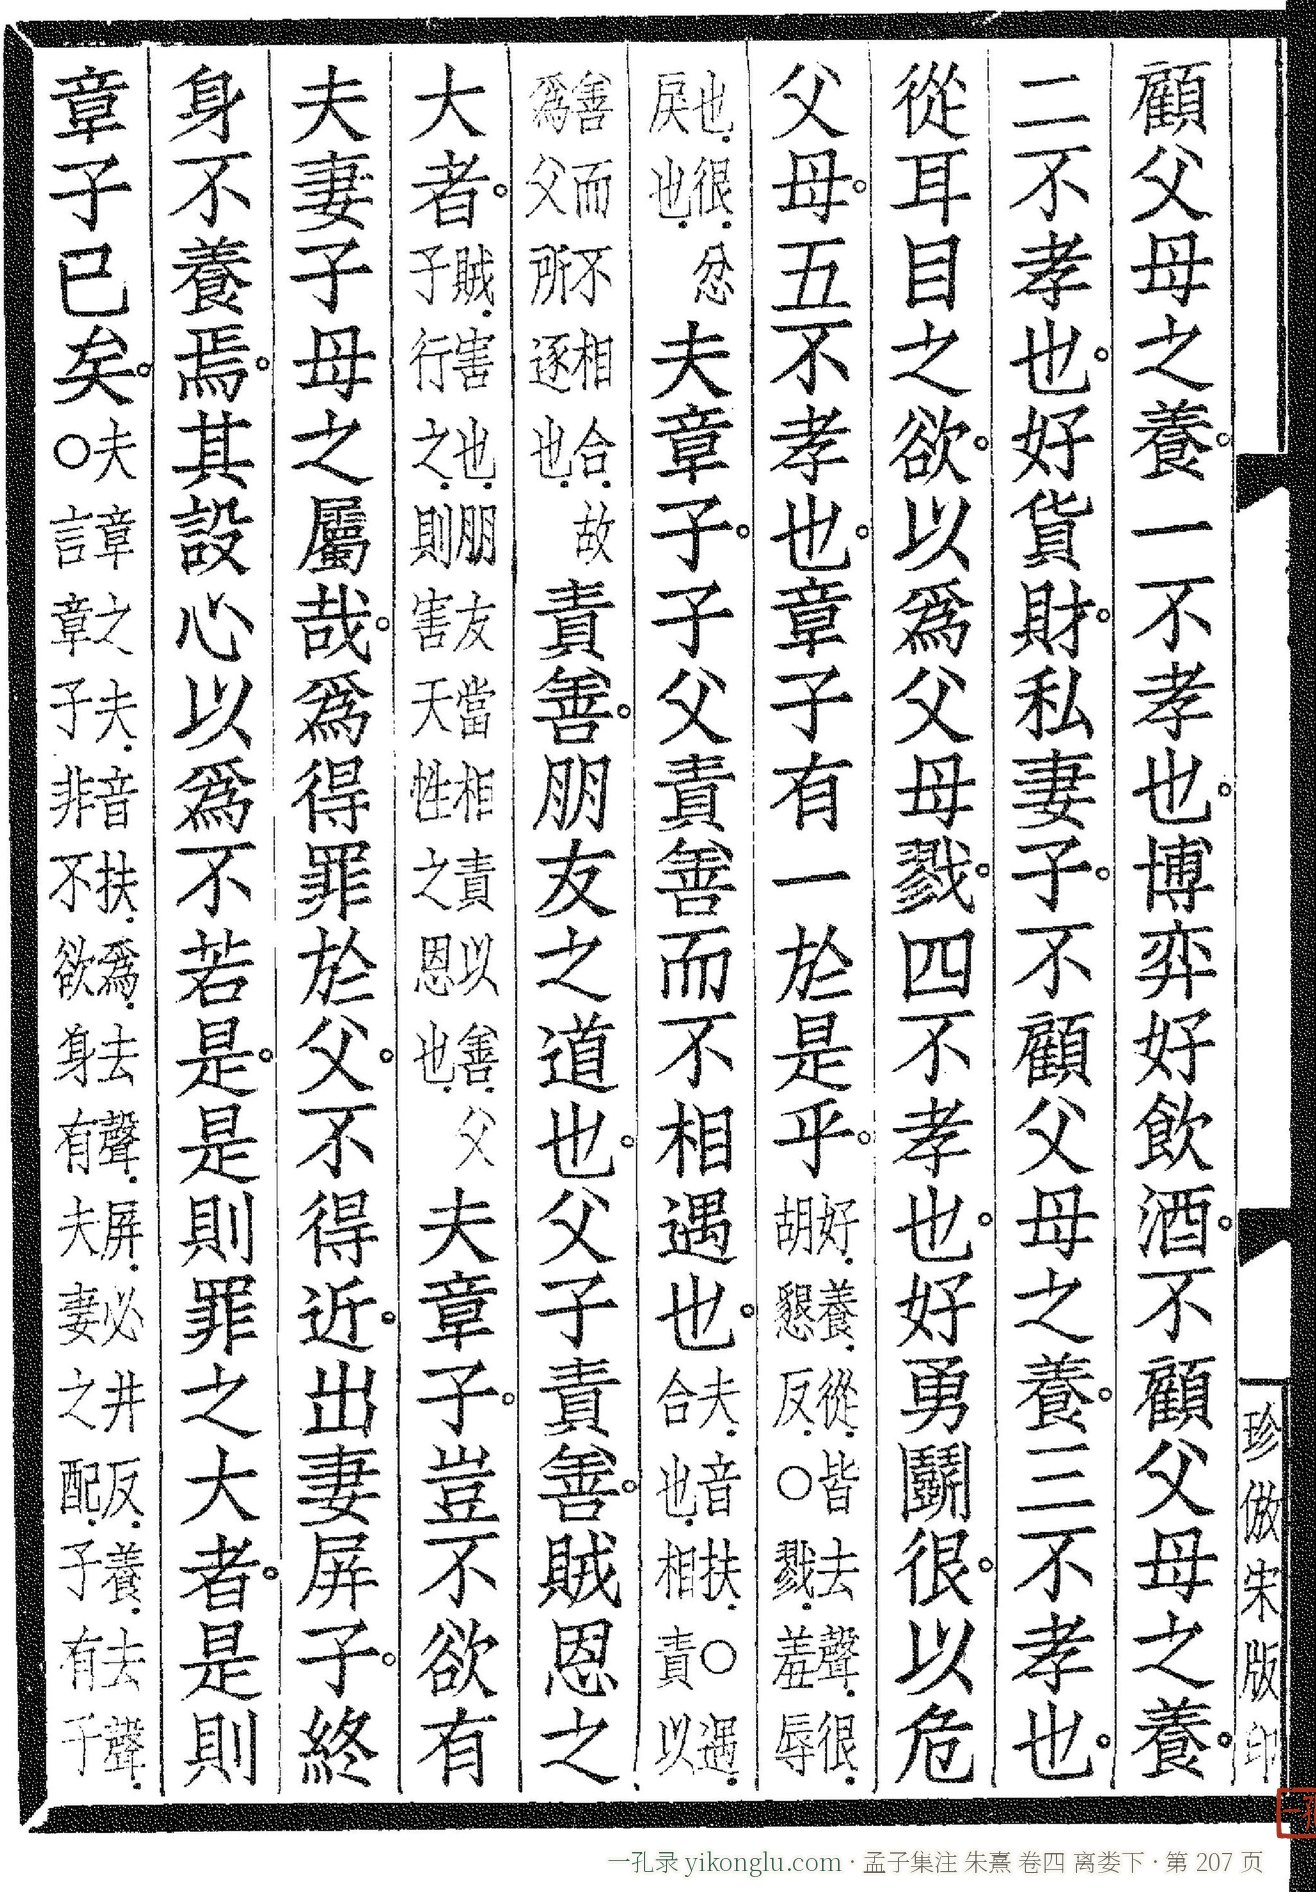 顧父母之養。一不孝也。博弈好飲酒。不顧父母之養。
二不孝也。好貨財。私妻子。不顧父母之養。三不孝也。
從耳目之欲。以爲父母戮。四不孝也。好勇鬭很。以危
父母。五不孝也。章子有一於是乎。好.養.從.皆去聲.很.胡懇反.○戮.羞辱
也.很.忿戾也.夫章子。子父責善而不相遇也。夫.音扶.○遇.合也.相責以
善而不相合.故爲父所逐也.責善。朋友之道也。父子責善。賊恩之
大者。賊.害也.朋友當相責以善.父子行之.則害天性之恩也.夫章子。豈不欲有
夫妻子母之屬哉。爲得罪於父。不得近。出妻屏子。終
身不養焉。其設心以爲不若是。是則罪之大者。是則
章子已矣。夫章之夫.音扶.爲.去聲.屏.必井反.養.去聲.○言章子非不欲身有夫妻之配.子有子
珍倣宋版印
一孔录 yikonglu.com · 孟子集注 朱熹 卷四 离娄下 · 第 207 页